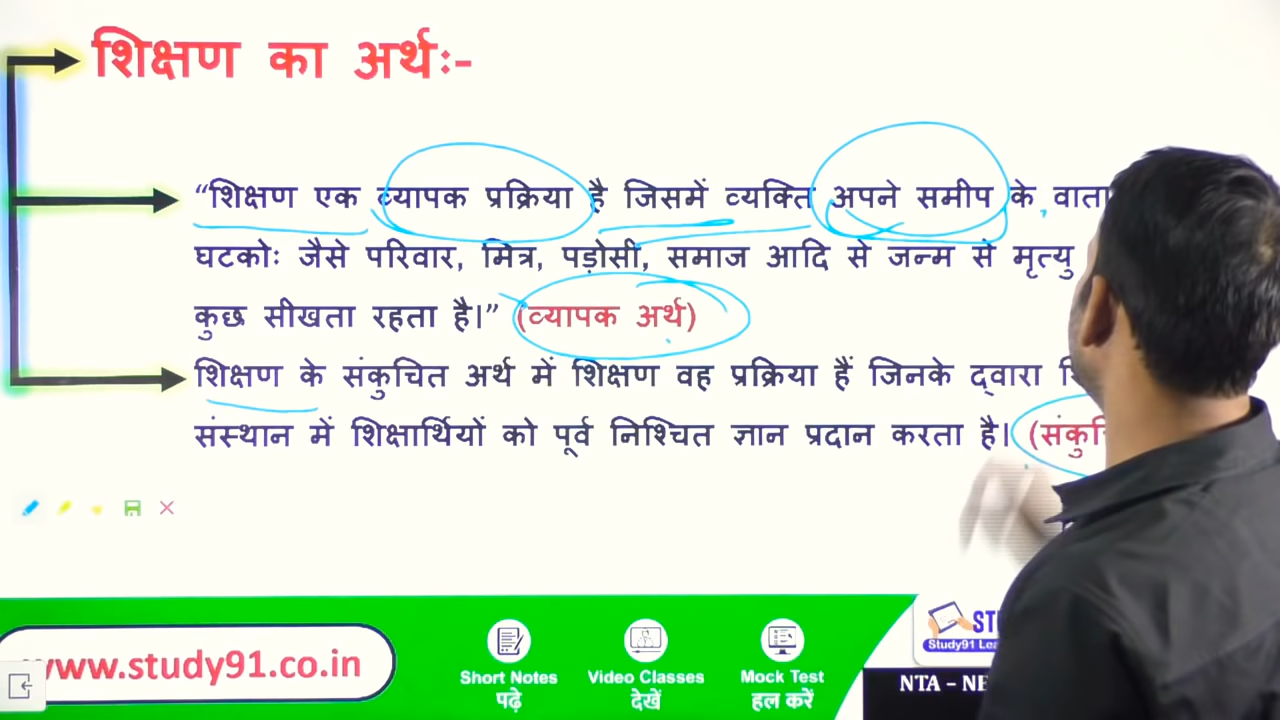 शिक्षण का अर्थः-
“शिक्षण एक व्यापक प्रक्रिया है जिसमें व्यक्ति अपने समीप के
घटकोः जैसे परिवार, मित्र, पड़ोसी, समाज आदि से जन्म से मृत्यु
कुछ सीखता रहता है।” (व्यापक अर्थ)
शिक्षण के संकुचित अर्थ में शिक्षण वह प्रक्रिया हैं जिनके द्वारा
संस्थान में शिक्षार्थियों को पूर्व निश्चित ज्ञान प्रदान करता है।
www.study91.co.in
Short Notes
पढ़े
Video Classes
देखें
Mock Test
हल करें
Study91
NTA –